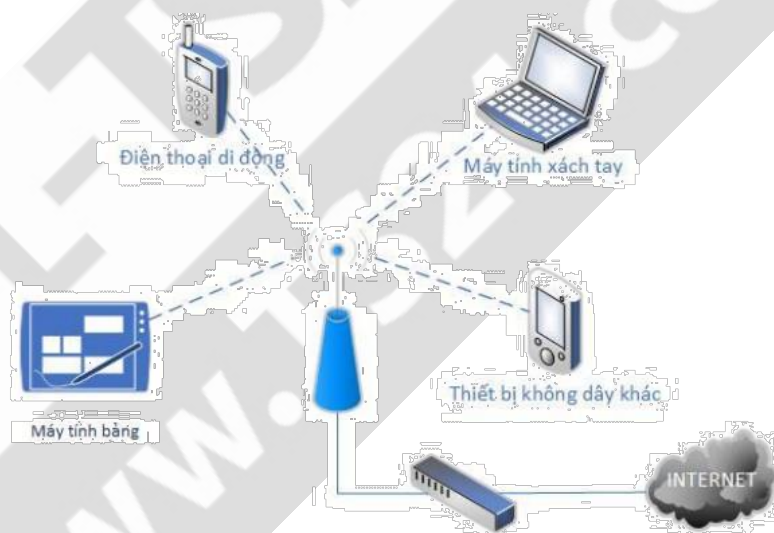 Điện thoại di động
Máy tính xách tay
Thiết bị không dây khác
Máy tính bảng
INTERNET